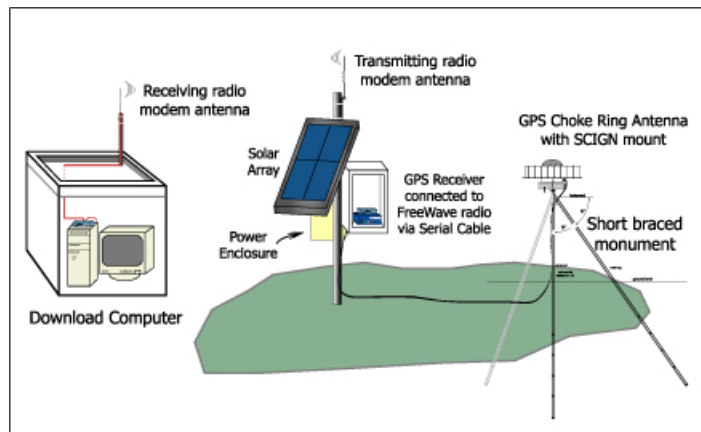 Receiving radio
modem antenna
Transmitting radio
modem antenna
GPS Choke Ring Antenna
with SCIGN mount
Solar
Array
GPS Receiver
connected to
FreeWave radio
via Serial Cable
Power
Enclosure
Short braced
monument
Download Computer